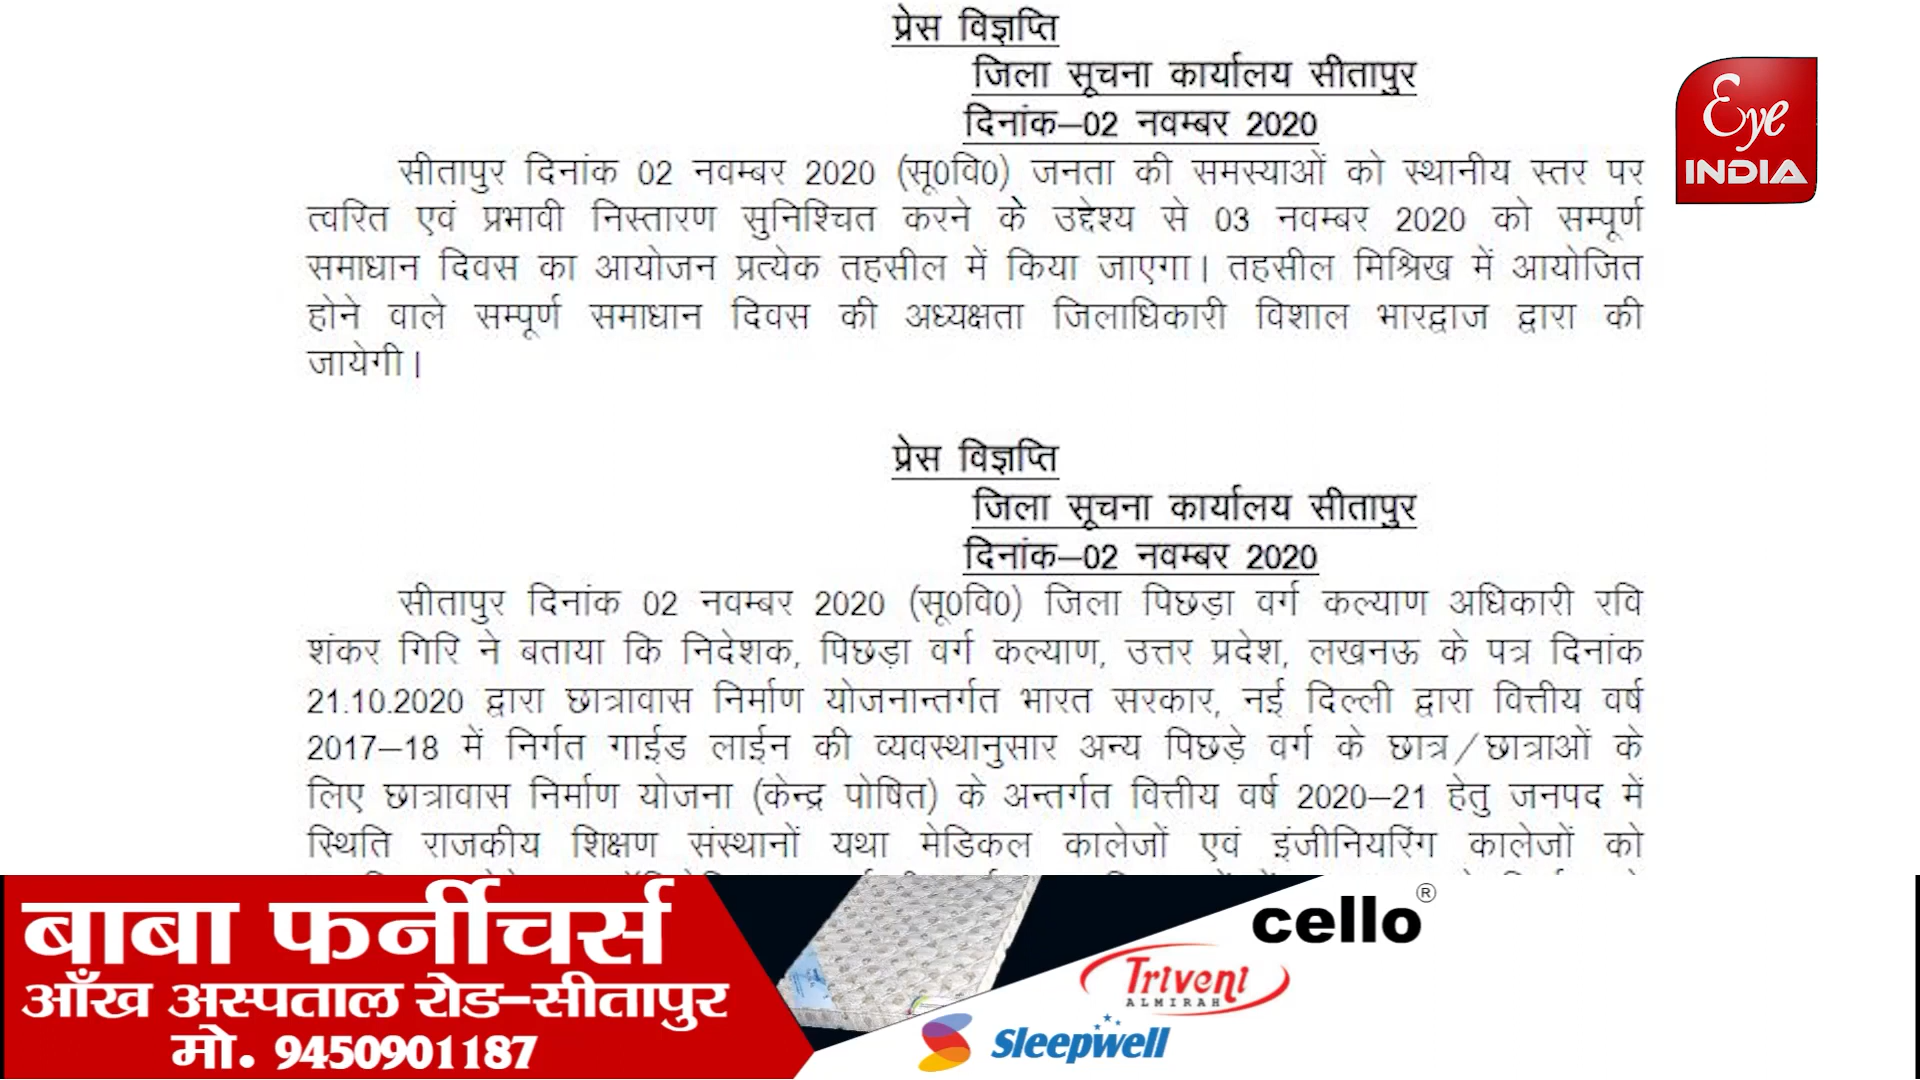 प्रेस विज्ञप्ति
जिला सूचना कार्यालय सीतापुर
दिनांक–02 नवम्बर 2020
सीतापुर दिनांक 02 नवम्बर 2020 (सू0वि0) जनता की समस्याओं को स्थानीय स्तर पर
त्वरित एवं प्रभावी निस्तारण सुनिश्चित करने के उद्देश्य से 03 नवम्बर 2020 को सम्पूर्ण
समाधान दिवस का आयोजन प्रत्येक तहसील में किया जाएगा। तहसील मिश्रिख में आयोजित
होने वाले सम्पूर्ण समाधान दिवस की अध्यक्षता जिलाधिकारी विशाल भारद्वाज द्वारा की
जायेगी।
प्रेस विज्ञप्ति
जिला सूचना कार्यालय सीतापुर
दिनांक–02 नवम्बर 2020
सीतापुर दिनांक 02 नवम्बर 2020 (सू0वि0) जिला पिछड़ा वर्ग कल्याण अधिकारी रवि
शंकर गिरि ने बताया कि निदेशक, पिछड़ा वर्ग कल्याण, उत्तर प्रदेश, लखनऊ के पत्र दिनांक
21.10.2020 द्वारा छात्रावास निर्माण योजनान्तर्गत भारत सरकार, नई दिल्ली द्वारा वित्तीय वर्ष
2017–18 में निर्गत गाईड लाईन की व्यवस्थानुसार अन्य पिछड़े वर्ग के छात्र/छात्राओं के
लिए छात्रावास निर्माण योजना (केन्द्र पोषित) के अन्तर्गत वित्तीय वर्ष 2020–21 हेतु जनपद में
स्थिति राजकीय शिक्षण संस्थानों यथा मेडिकल कालेजों एवं इंजीनियरिंग कालेजों को
Eye
INDIA
बाबा फर्नीचर्स
आँख अस्पताल रोड-सीतापुर
मो. 9450901187
cello®
Triveni
ALMIRAH
Sleepwell